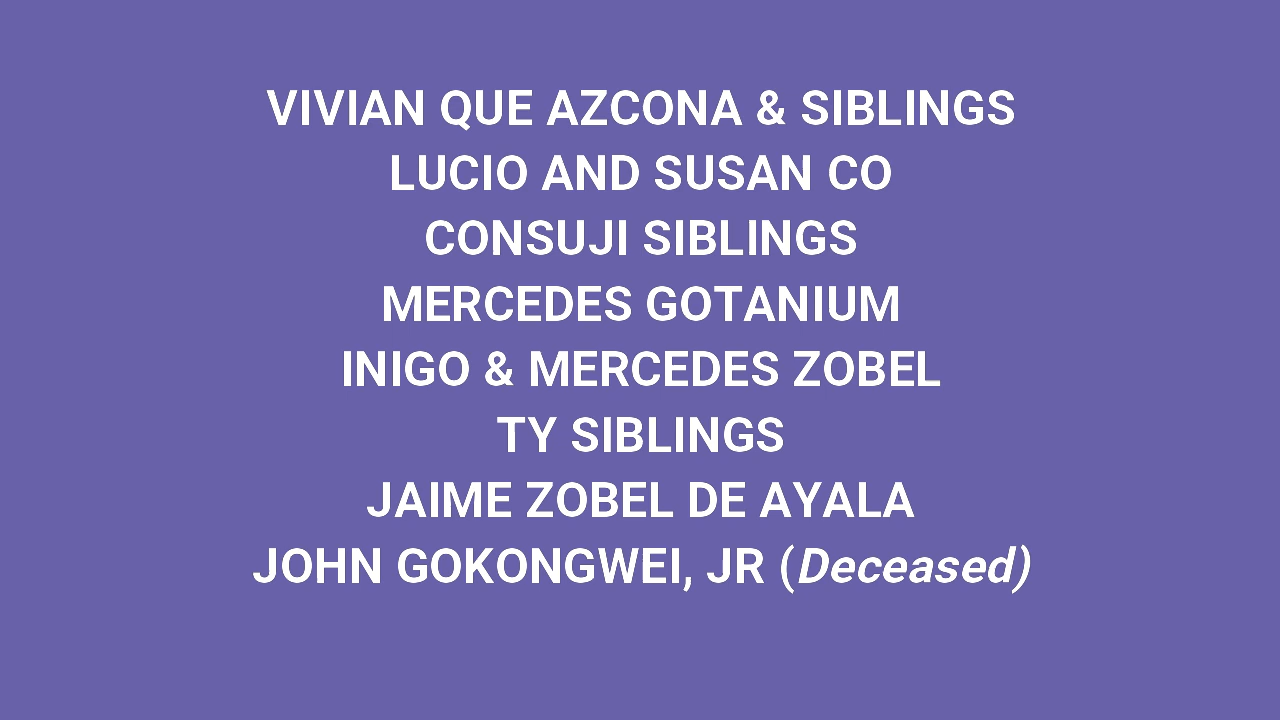 VIVIAN QUE AZCONA & SIBLINGS
LUCIO AND SUSAN CO
CONSUJI SIBLINGS
MERCEDES GOTANIUM
INIGO & MERCEDES ZOBEL
TY SIBLINGS
JAIME ZOBEL DE AYALA
JOHN GOKONGWEI, JR (Deceased)